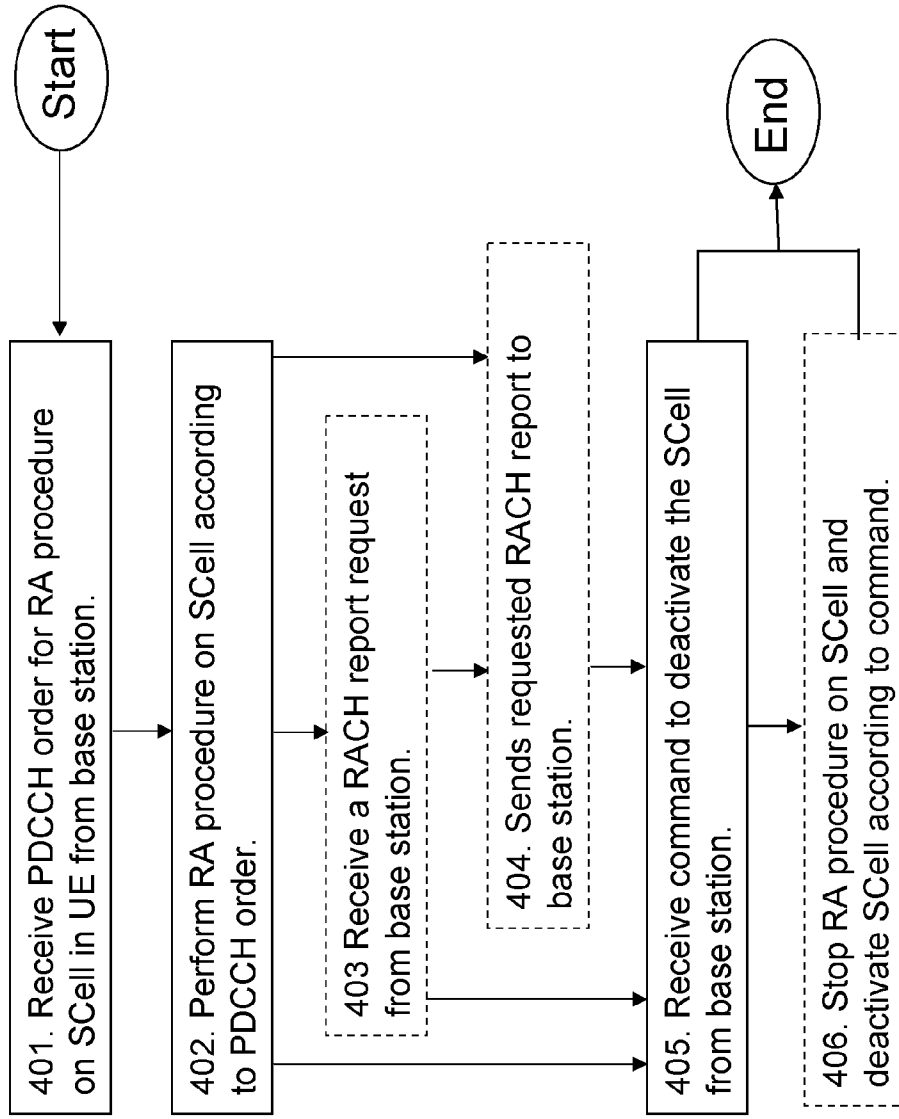 Start
401. Receive PDCCH order for RA procedure
on SCell in UE from base station.
402. Perform RA procedure on SCell according
to PDCCH order.
403 Receive a RACH report request
from base station.
404. Sends requested RACH report to
base station.
405. Receive command to deactivate the SCell
from base station.
406. Stop RA procedure on SCell and
deactivate SCell according to command.
End